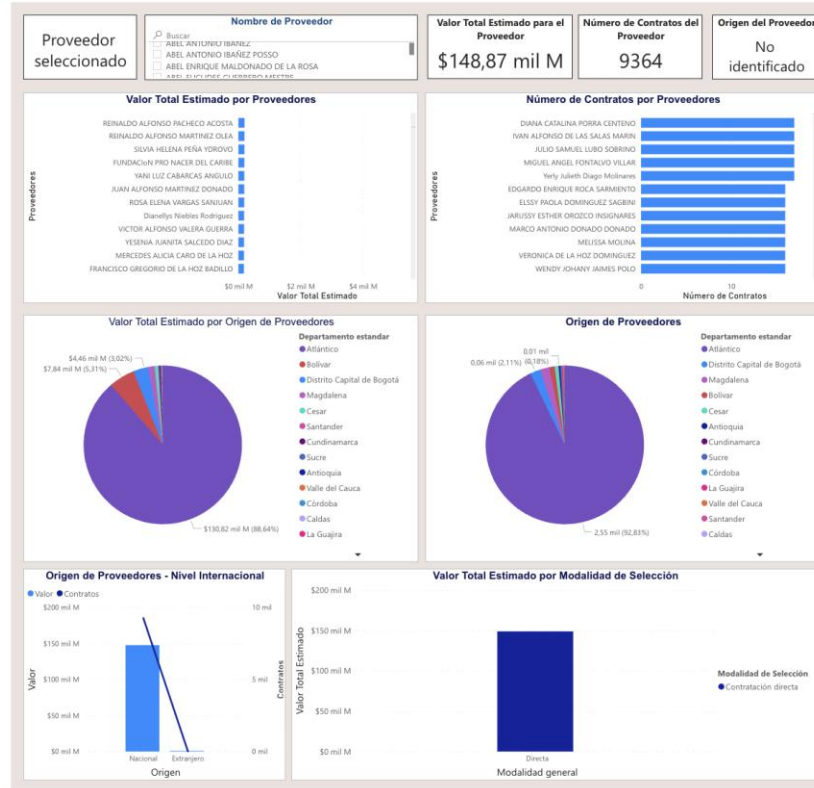 Proveedor
seleccionado
Nombre de Proveedor
Buscar
ABEL ANTONIO IBAÑEZ
ABEL ANTONIO IBAÑEZ POSSO
ABEL ENRIQUE MALDONADO DE LA ROSA
ABEL EUCLIDES GUERRERO MESTRE
Valor Total Estimado para el
Proveedor
$148,87 mil M
Número de Contratos del
Proveedor
9364
Origen del Proveedor
No
identificado
Valor Total Estimado por Proveedores
Proveedores
REINALDO ALFONSO PACHECO ACOSTA
REINALDO ALFONSO MARTINEZ OLEA
SILVIA HELENA PEÑA YDROVO
FUNDACIoN PRO NACER DEL CARIBE
YANI LUZ CABARCAS ANGULO
JUAN ALFONSO MARTINEZ DONADO
ROSA ELENA VARGAS SANJUAN
Dianellys Niebles Rodriguez
VICTOR ALFONSO VALERA GUERRA
YESENIA JUANITA SALCEDO DIAZ
MERCEDES ALICIA CARO DE LA HOZ
FRANCISCO GREGORIO DE LA HOZ BADILLO
$0 mil M $2 mil M $4 mil M
Valor Total Estimado
Número de Contratos por Proveedores
Proveedores
DIANA CATALINA PORRA CENTENO
IVAN ALFONSO DE LAS SALAS MARIN
JULIO SAMUEL LUBO SOBRINO
MIGUEL ANGEL FONTALVO VILLAR
Yerly Julieth Diago Molinares
EDGARDO ENRIQUE ROCA SARMIENTO
ELSSY PAOLA DOMINGUEZ SAGBINI
JARUSSY ESTHER OROZCO INSIGNARES
MARCO ANTONIO DONADO DONADO
MELISSA MOLINA
VERONICA DE LA HOZ DOMINGUEZ
WENDY JOHANY JAIMES POLO
0 10
Número de Contratos
Valor Total Estimado por Origen de Proveedores
$4,46 mil M (3,02%)
$7,84 mil M (5,31%)
$130,82 mil M (88,64%)
Departamento estandar
Atlántico
Bolívar
Distrito Capital de Bogotá
Magdalena
Cesar
Santander
Cundinamarca
Sucre
Antioquia
Valle del Cauca
Córdoba
Caldas
La Guajira
Origen de Proveedores
0,01 mil
(0,18%)
0,06 mil (2,11%)
2,55 mil (92,83%)
Departamento estandar
Atlántico
Distrito Capital de Bogotá
Magdalena
Bolívar
Cesar
Antioquia
Cundinamarca
Sucre
Córdoba
La Guajira
Valle del Cauca
Santander
Caldas
Origen de Proveedores - Nivel Internacional
Valor Contratos
Valor
$200 mil M
$150 mil M
$100 mil M
$50 mil M
$0 mil M
10 mil
5 mil
0 mil
Contratos
Nacional Extranjero
Origen
Valor Total Estimado por Modalidad de Selección
Valor Total Estimado
$200 mil M
$150 mil M
$100 mil M
$50 mil M
$0 mil M
Directa
Modalidad general
Modalidad de Selección
Contratación directa